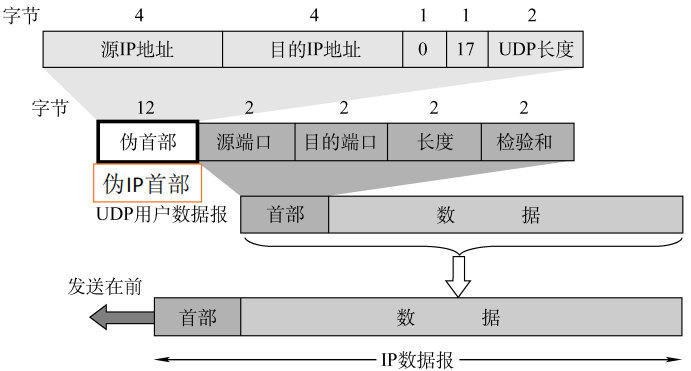 字节 4 4 1 1 2
源IP地址 目的IP地址 0 17 UDP长度
字节 12 2 2 2 2
伪首部 源端口 目的端口 长度 检验和
伪IP首部
UDP用户数据报 首部 数 据
发送在前
首部 数 据
IP数据报